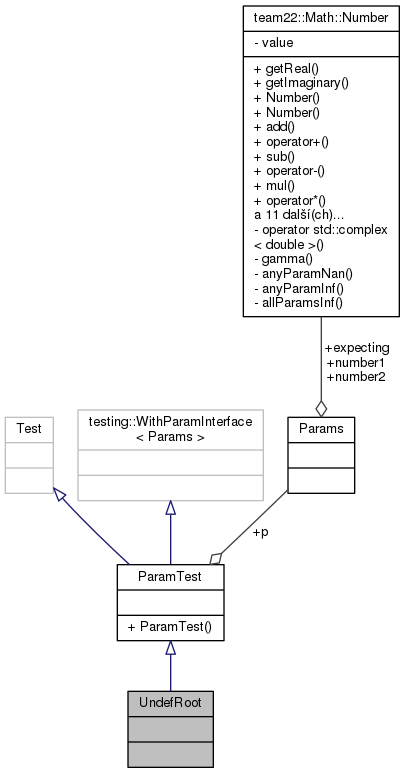 team22::Math::Number
- value
+ getReal()
+ getImaginary()
+ Number()
+ Number()
+ add()
+ operator+()
+ sub()
+ operator-()
+ mul()
+ operator*()
a 11 další(ch)...
- operator std::complex
< double >()
- gamma()
- anyParamNan()
- anyParamInf()
- allParamsInf()
+expecting
+number1
+number2
Test
testing::WithParamInterface
< Params >
Params
+p
ParamTest
+ ParamTest()
UndefRoot